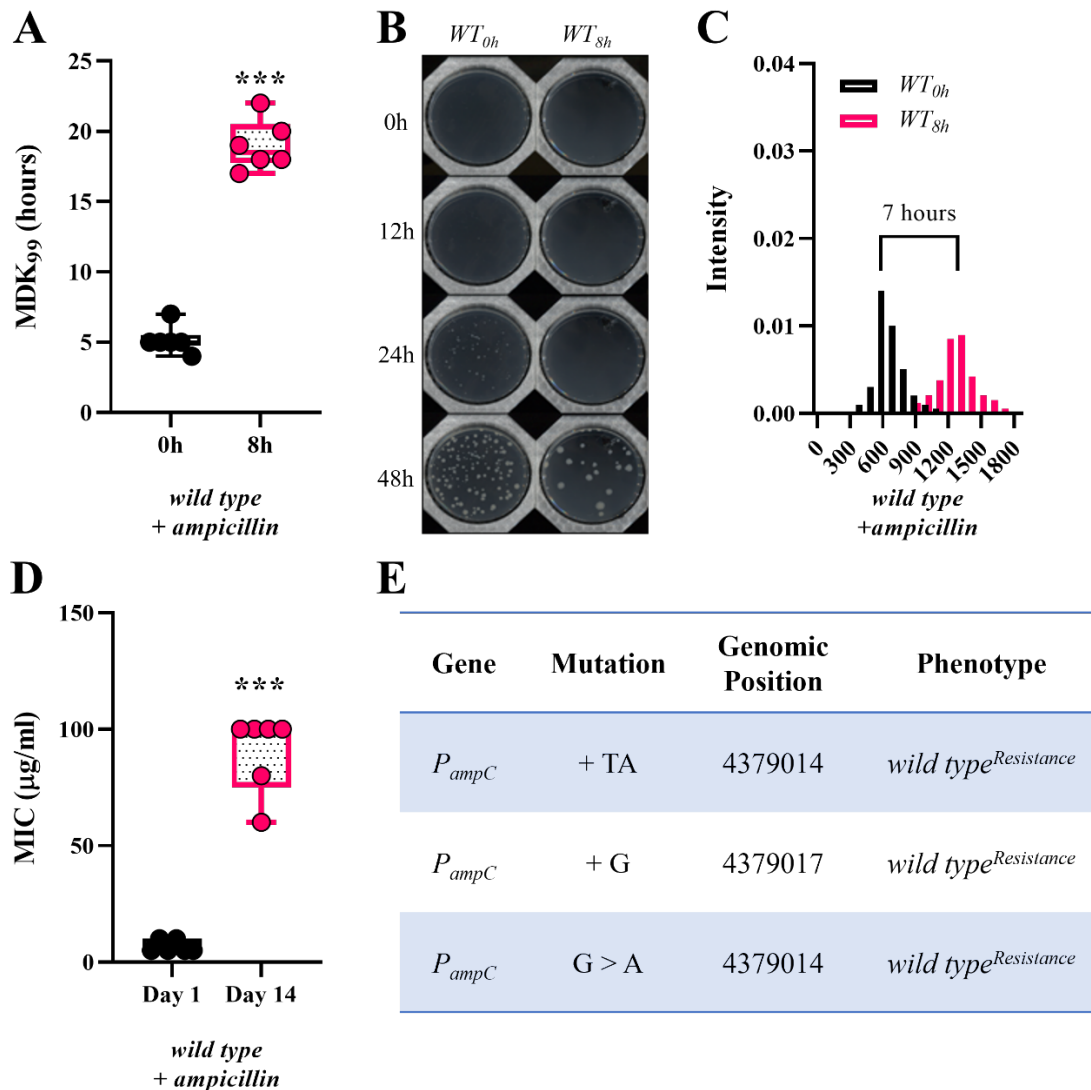 A
MDK99 (hours)
25
20
15
10
5
0
***
0h
8h
wild type
+ ampicillin
B
WT0h
WT8h
0h
12h
24h
48h
C
Intensity
0.04
0.03
0.02
0.01
0.00
WT0h
WT8h
7 hours
0
300
600
900
1200
1500
1800
wild type
+ampicillin
D
MIC (μg/ml)
150
100
50
0
***
Day 1
Day 14
wild type
+ ampicillin
E
Gene Mutation Genomic Position Phenotype
PampC + TA 4379014 wild typeResistance
PampC + G 4379017 wild typeResistance
PampC G > A 4379014 wild typeResistance